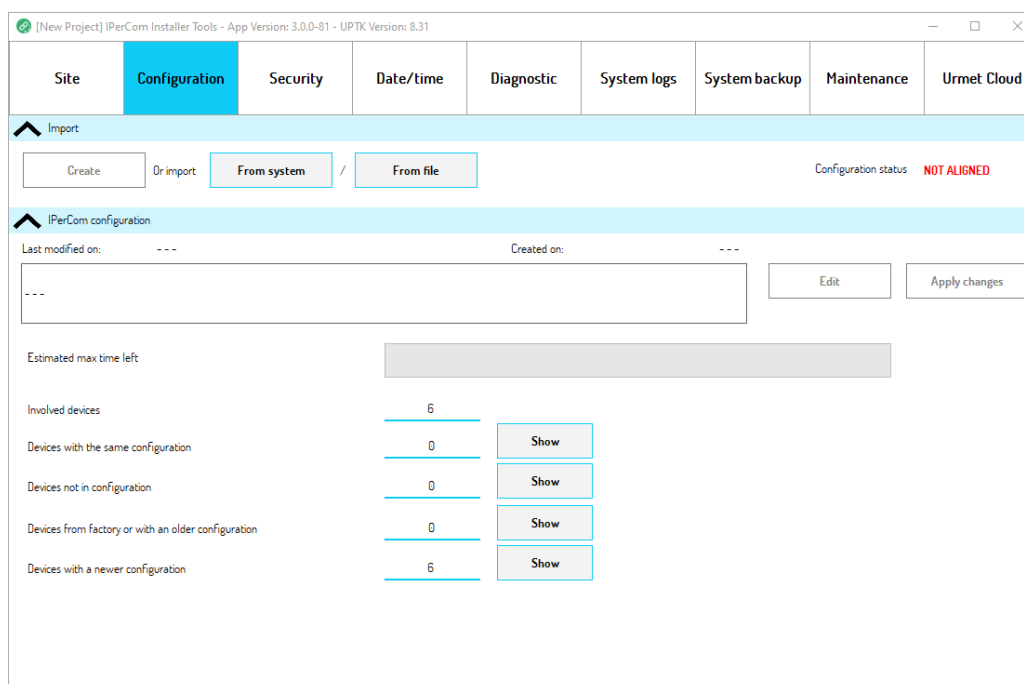 [New Project] IPerCom Installer Tools - App Version: 3.0.0-81 - UPTK Version: 8.31
Site Configuration Security Date/time Diagnostic System logs System backup Maintenance Urmet Cloud
Import
Create Or import From system / From file Configuration status NOT ALIGNED
IPerCom configuration
Last modified on: --- Created on: ---
--- Edit Apply changes
Estimated max time left
Involved devices 6
Devices with the same configuration 0 Show
Devices not in configuration 0 Show
Devices from factory or with an older configuration 0 Show
Devices with a newer configuration 6 Show